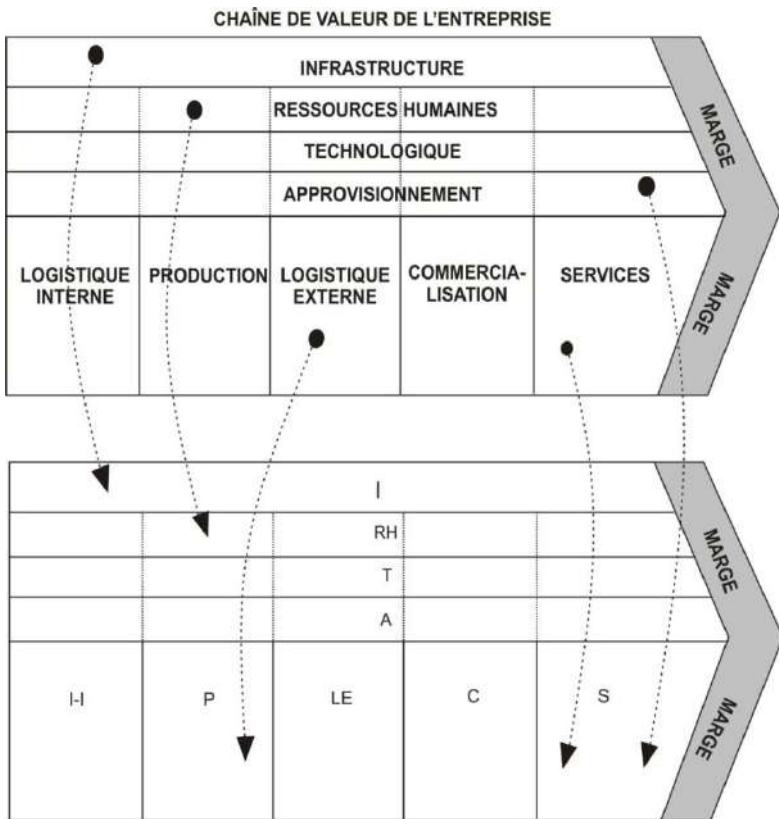 CHAÎNE DE VALEUR DE L'ENTREPRISE
INFRASTRUCTURE
RESSOURCES HUMAINES
TECHNOLOGIQUE
APPROVISIONNEMENT
MARGE
LOGISTIQUE
INTERNE
PRODUCTION
LOGISTIQUE
EXTERNE
COMMERCIA-
LISATION
SERVICES
MARGE
I
RH
T
A
MARGE
I-I
P
LE
C
S
MARGE